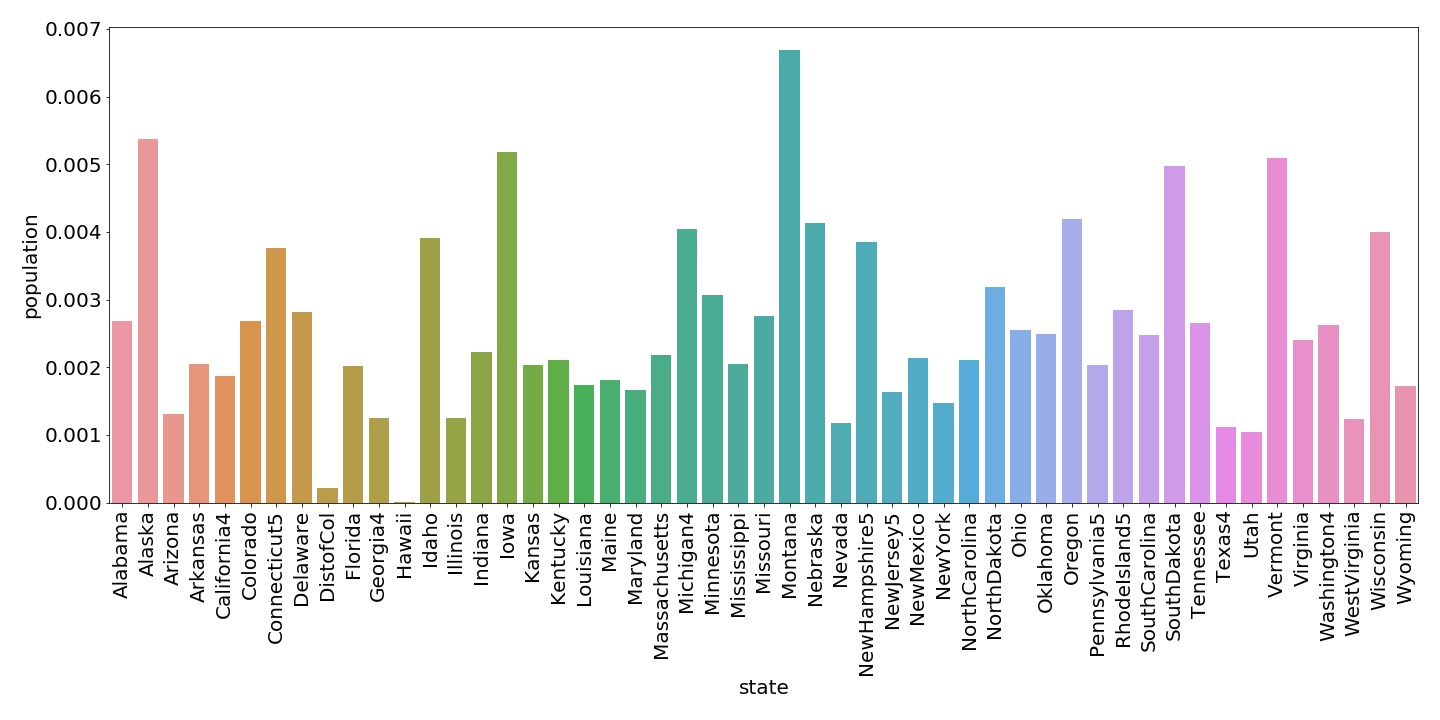 0.007
0.006
0.005
0.004
0.003
0.002
0.001
0.000
population
Alabama
Alaska
Arizona
Arkansas
California4
Colorado
Connecticut5
Delaware
DistofCol
Florida
Georgia4
Hawaii
Idaho
Illinois
Indiana
Iowa
Kansas
Kentucky
Louisiana
Maine
Maryland
Massachusetts
Michigan4
Minnesota
Mississippi
Missouri
Montana
Nebraska
Nevada
NewHampshire5
NewJersey5
NewMexico
NewYork
NorthCarolina
NorthDakota
Ohio
Oklahoma
Oregon
Pennsylvania5
RhodeIsland5
SouthCarolina
SouthDakota
Tennessee
Texas4
Utah
Vermont
Virginia
Washington4
WestVirginia
Wisconsin
Wyoming
state